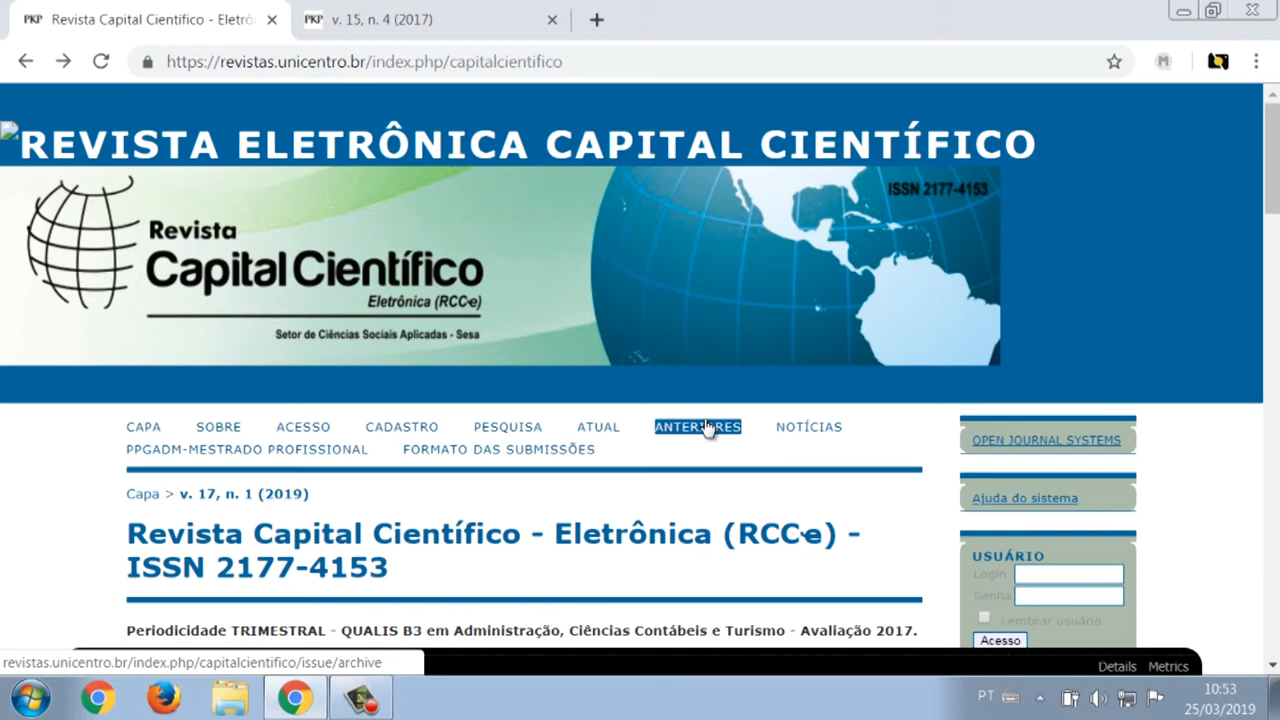 PKP Revista Capital Científico - Eletrô
PKP v. 15, n. 4 (2017)
https://revistas.unicentro.br/index.php/capitalcientifico
M
REVISTA ELETRÔNICA CAPITAL CIENTÍFICO
ISSN 2177-4153
Revista
Capital Científico
Eletrônica (RCC-e)
Setor de Ciências Sociais Aplicadas - Sesa
CAPA SOBRE ACESSO CADASTRO PESQUISA ATUAL ANTERIORES NOTÍCIAS
PPGADM-MESTRADO PROFISSIONAL FORMATO DAS SUBMISSÕES
OPEN JOURNAL SYSTEMS
Capa > v. 17, n. 1 (2019)
Ajuda do sistema
Revista Capital Científico - Eletrônica (RCC-e) -
ISSN 2177-4153
USUÁRIO
Login
Senha
Lembrar usuário
Acesso
Periodicidade TRIMESTRAL - QUALIS B3 em Administração, Ciências Contábeis e Turismo - Avaliação 2017.
revistas.unicentro.br/index.php/capitalcientifico/issue/archive
Details Metrics
PT
10:53
25/03/2019